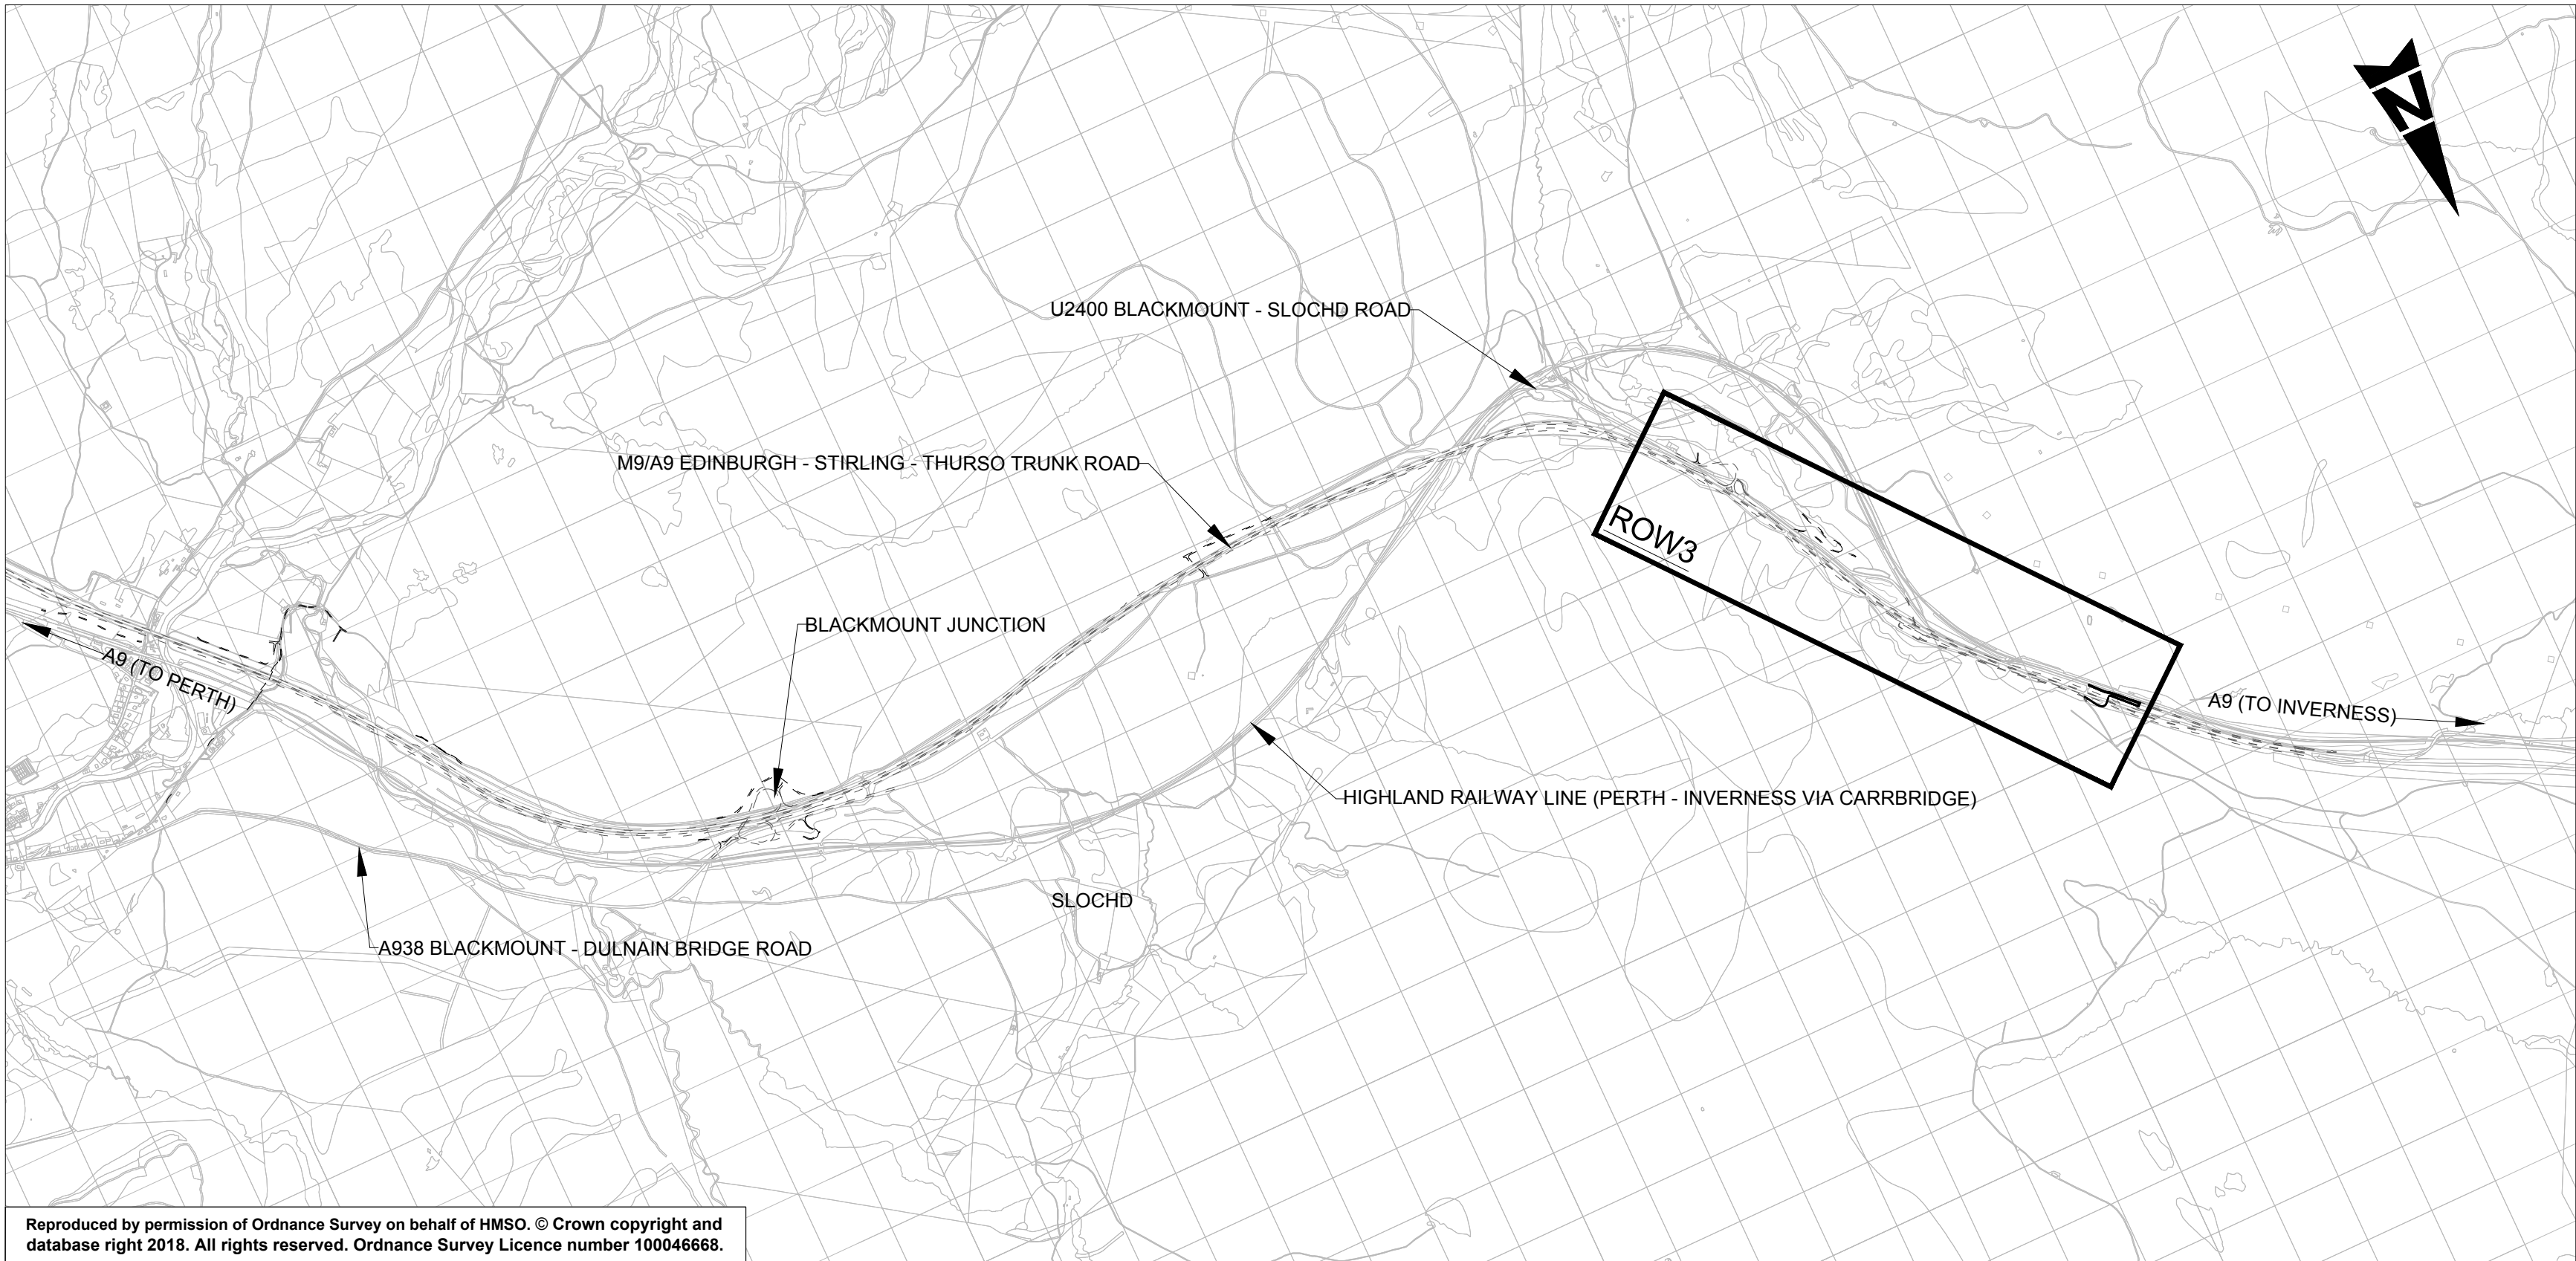 N
U2400 BLACKMOUNT - SLOCHD ROAD
M9/A9 EDINBURGH - STIRLING - THURSO TRUNK ROAD
ROW3
BLACKMOUNT JUNCTION
A9 (TO PERTH)
A9 (TO INVERNESS)
HIGHLAND RAILWAY LINE (PERTH - INVERNESS VIA CARRBRIDGE)
SLOCHD
A938 BLACKMOUNT - DULNAIN BRIDGE ROAD
Reproduced by permission of Ordnance Survey on behalf of HMSO. © Crown copyright and
database right 2018. All rights reserved. Ordnance Survey Licence number 100046668.